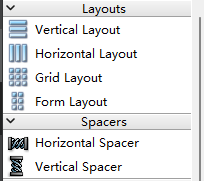 Layouts
Vertical Layout
Horizontal Layout
Grid Layout
Form Layout
Spacers
Horizontal Spacer
Vertical Spacer